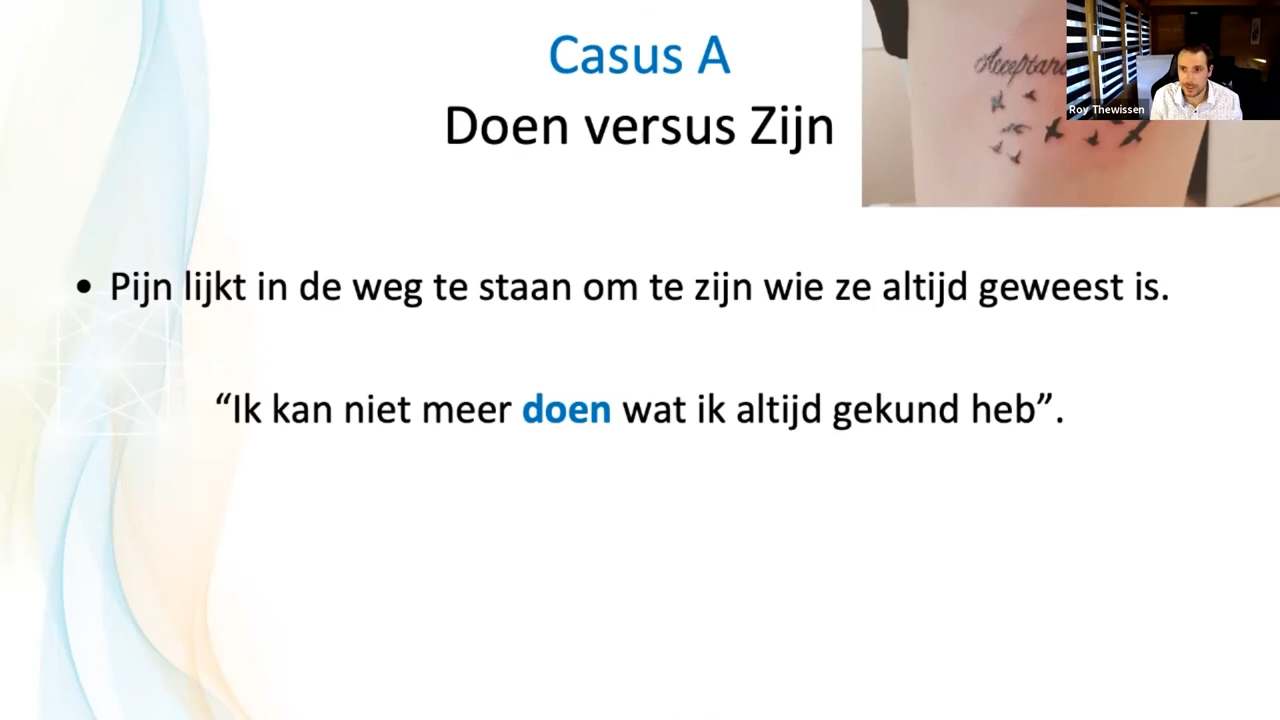 Casus A
Doen versus Zijn
Roy Thewissen
• Pijn lijkt in de weg te staan om te zijn wie ze altijd geweest is.
“Ik kan niet meer doen wat ik altijd gekund heb”.